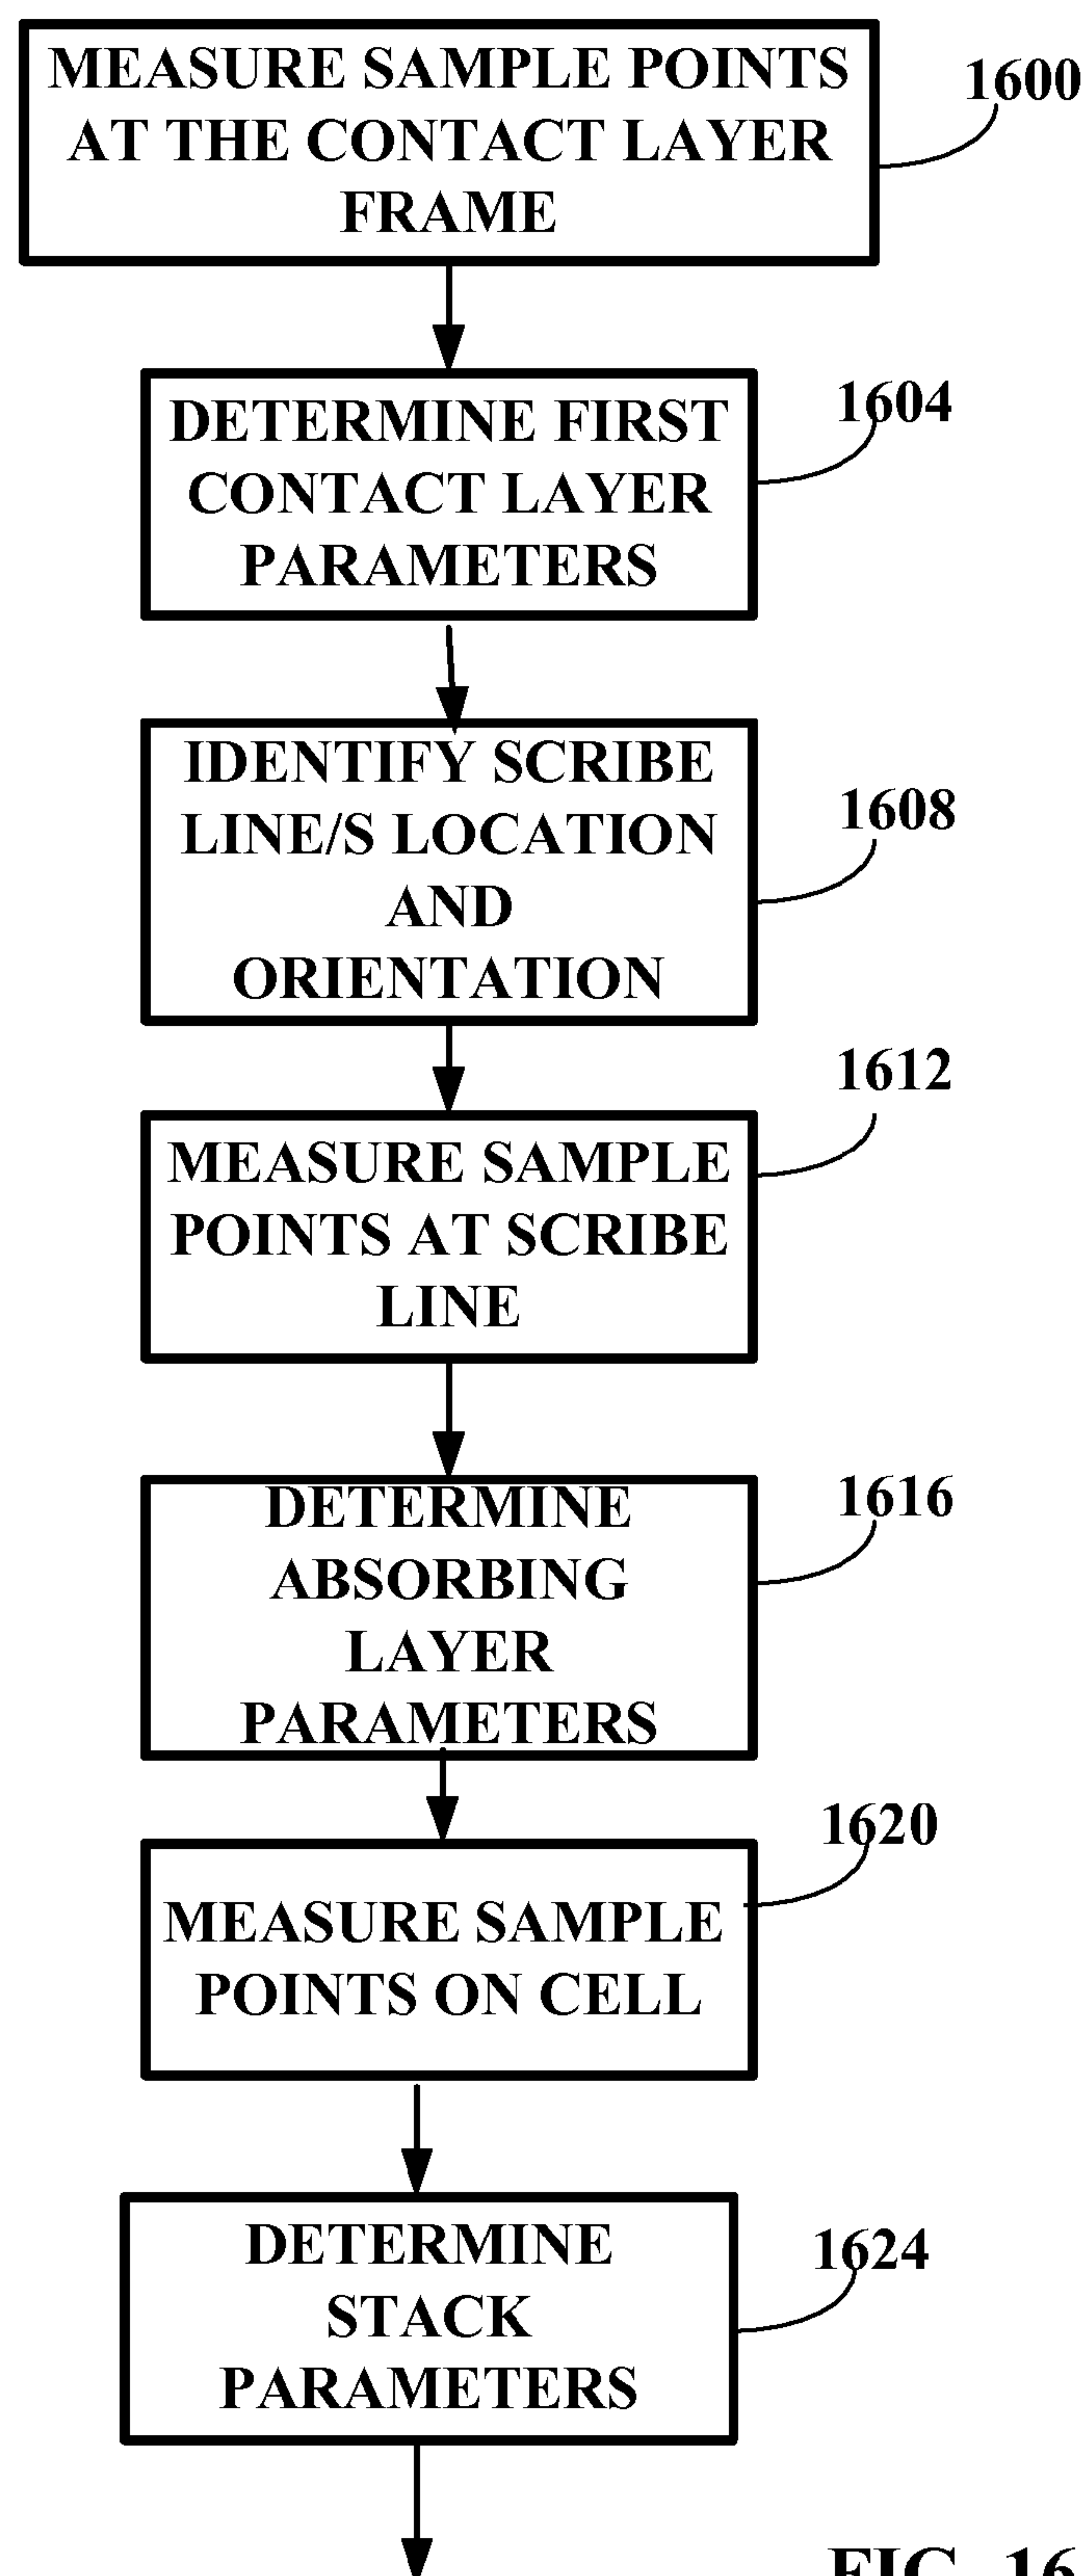 MEASURE SAMPLE POINTS
AT THE CONTACT LAYER
FRAME
1600
DETERMINE FIRST
CONTACT LAYER
PARAMETERS
1604
IDENTIFY SCRIBE
LINE/S LOCATION
AND
ORIENTATION
1608
MEASURE SAMPLE
POINTS AT SCRIBE
LINE
1612
DETERMINE
ABSORBING
LAYER
PARAMETERS
1616
MEASURE SAMPLE
POINTS ON CELL
1620
DETERMINE
STACK
PARAMETERS
1624
FIG. 16